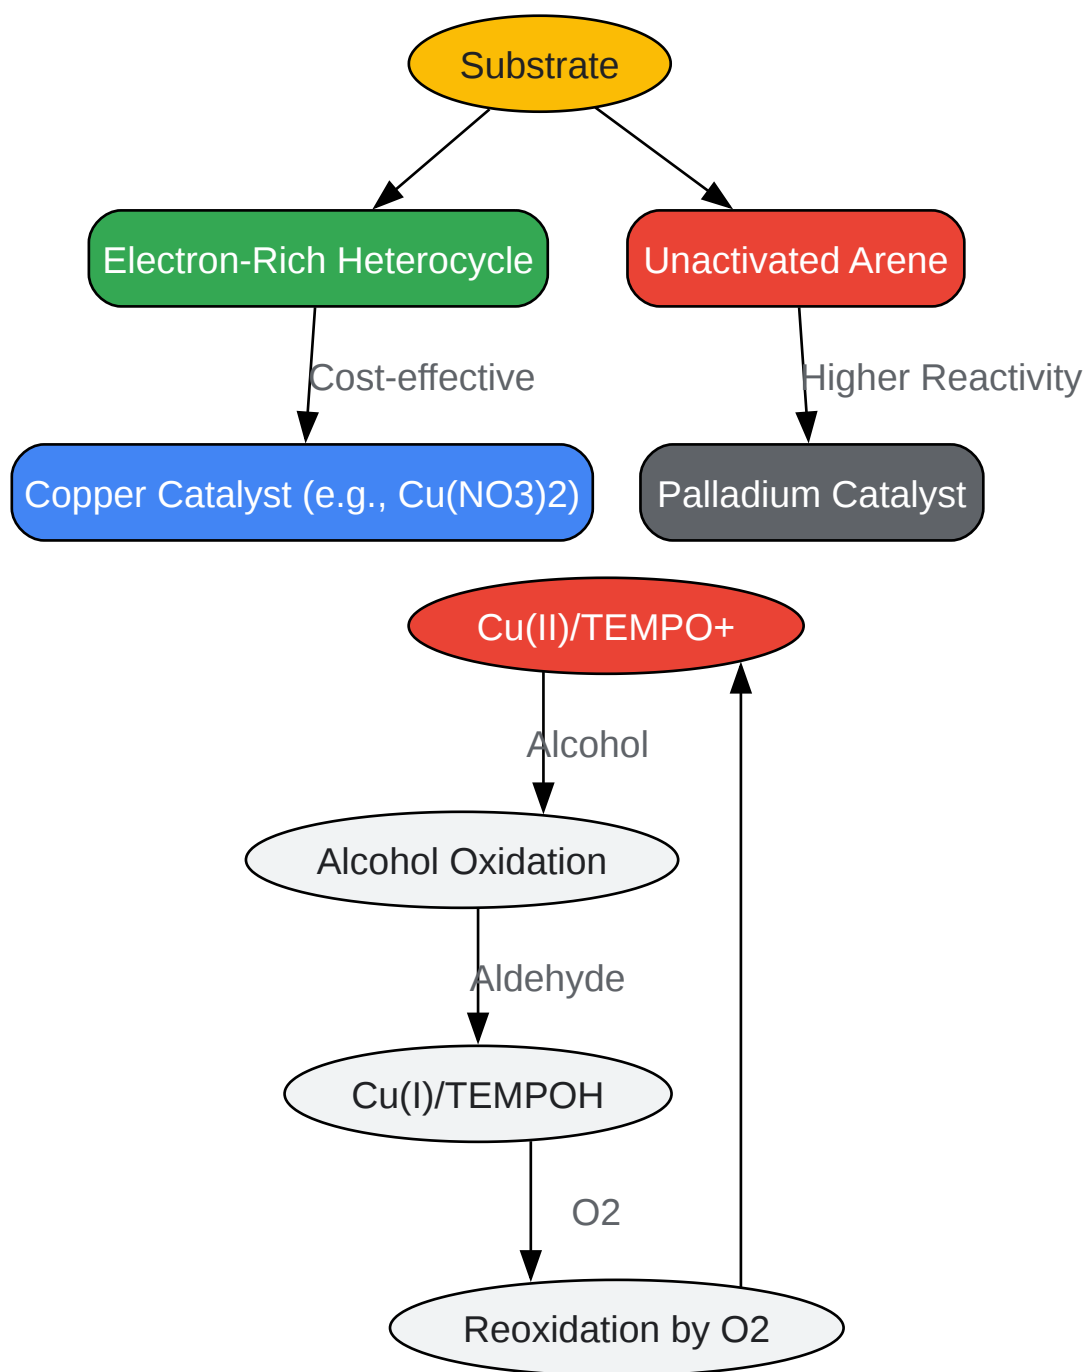 Substrate
Electron-Rich Heterocycle
Unactivated Arene
Cost-effective
Higher Reactivity
Copper Catalyst (e.g., Cu(NO3)2)
Palladium Catalyst
Cu(II)/TEMPO+
Alcohol
Alcohol Oxidation
Aldehyde
Cu(I)/TEMPOH
O2
Reoxidation by O2